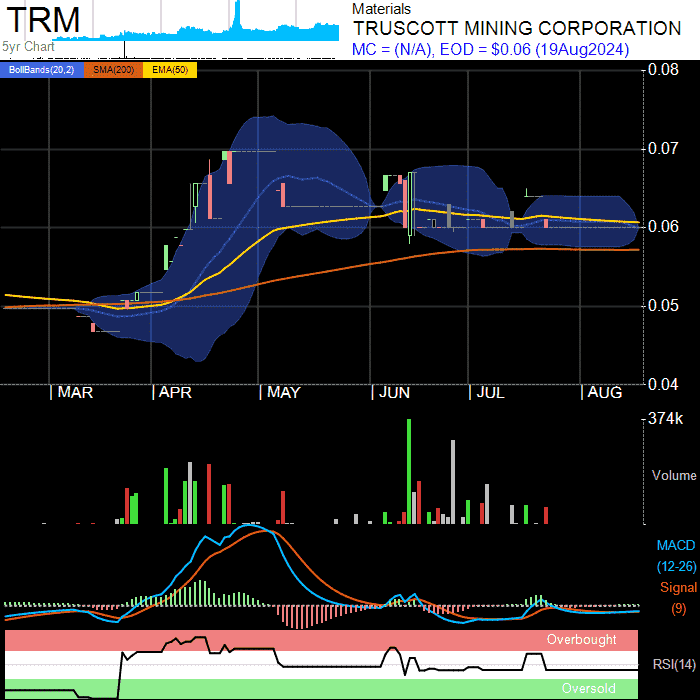 TRM
Materials
TRUSCOTT MINING CORPORATION
MC = (N/A), EOD = $0.06 (19Aug2024)
5yr Chart
BollBands(20,2) SMA(200) EMA(50)
0.08
0.07
0.06
0.05
0.04
MAR APR MAY JUN JUL AUG
374k
Volume
MACD
(12-26)
Signal
(9)
Overbought
RSI(14)
Oversold